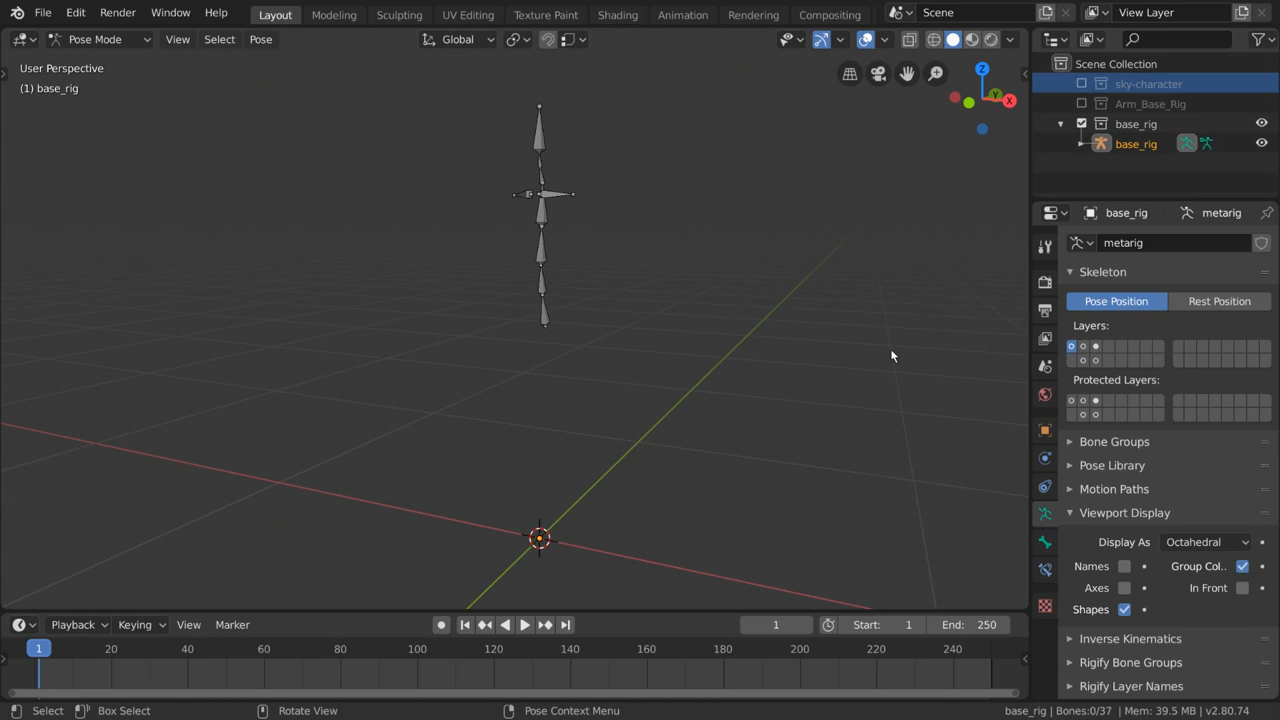 File Edit Render Window Help Layout Modeling Sculpting UV Editing Texture Paint Shading Animation Rendering Compositing Scene View Layer
Pose Mode View Select Pose Global
User Perspective
(1) base_rig
Z
Y
X
Scene Collection
sky-character
Arm_Base_Rig
base_rig
base_rig
base_rig metarig
metarig
Skeleton
Pose Position Rest Position
Layers:
Protected Layers:
Bone Groups
Pose Library
Motion Paths
Viewport Display
Display As Octahedral
Names Group Col..
Axes In Front
Shapes
Inverse Kinematics
Rigify Bone Groups
Rigify Layer Names
Playback Keying View Marker 1 Start: 1 End: 250
1 20 40 60 80 100 120 140 160 180 200 220 240
Select Box Select Rotate View Pose Context Menu base_rig | Bones:0/37 | Mem: 39.5 MB | v2.80.74